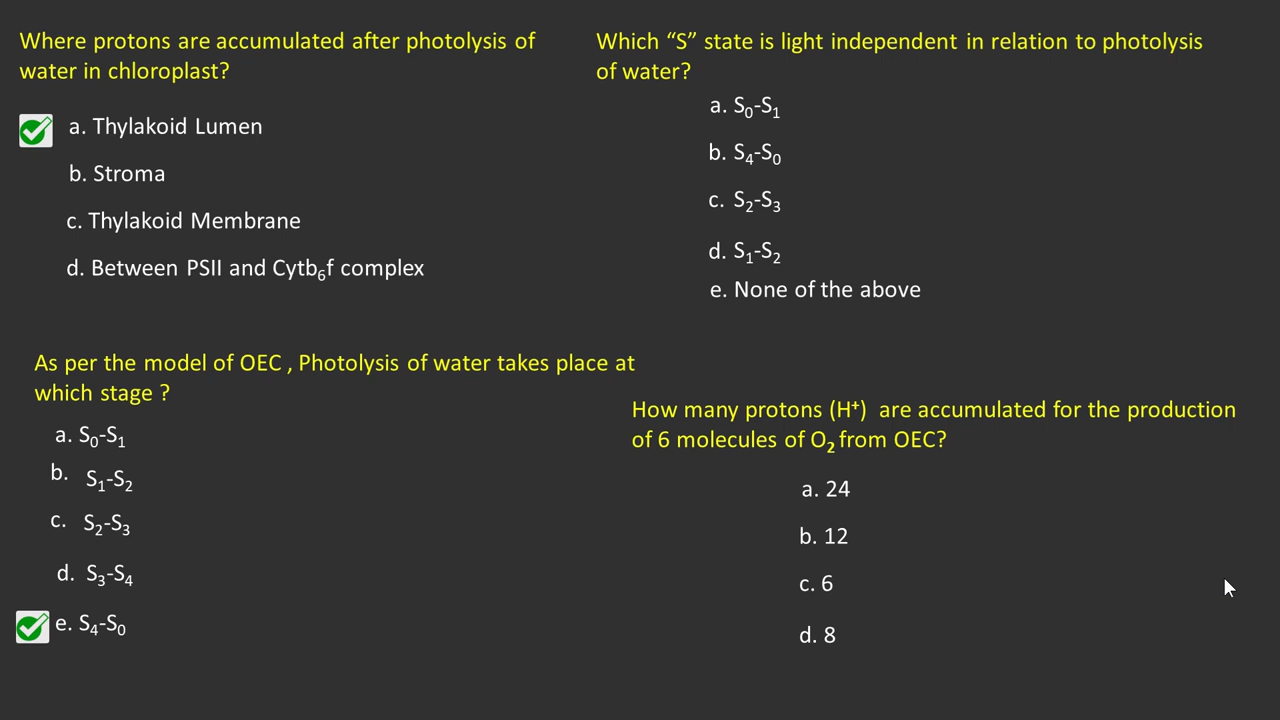 Where protons are accumulated after photolysis of
water in chloroplast?
a. Thylakoid Lumen
b. Stroma
c. Thylakoid Membrane
d. Between PSII and Cytb₆f complex
Which “S” state is light independent in relation to photolysis
of water?
a. S₀-S₁
b. S₄-S₀
c. S₂-S₃
d. S₁-S₂
e. None of the above
As per the model of OEC , Photolysis of water takes place at
which stage ?
a. S₀-S₁
b. S₁-S₂
c. S₂-S₃
d. S₃-S₄
e. S₄-S₀
How many protons (H⁺) are accumulated for the production
of 6 molecules of O₂ from OEC?
a. 24
b. 12
c. 6
d. 8